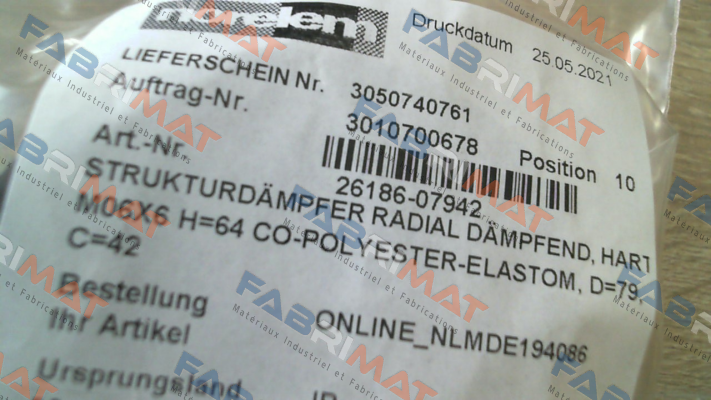 norelem
Druckdatum 25.05.2021
LIEFERSCHEIN Nr. 3050740761
Auftrag-Nr. 3010700678 Position 10
Art.-Nr. 26186-07942
STRUKTURDÄMPFER RADIAL DÄMPFEND, HART
M06X6 H=64 CO-POLYESTER-ELASTOM, D=79,
C=42
Bestellung ONLINE_NLMDE194086
Ihr Artikel
Ursprungsland
FABRIMAT
Matériaux Industriel et Fabrications